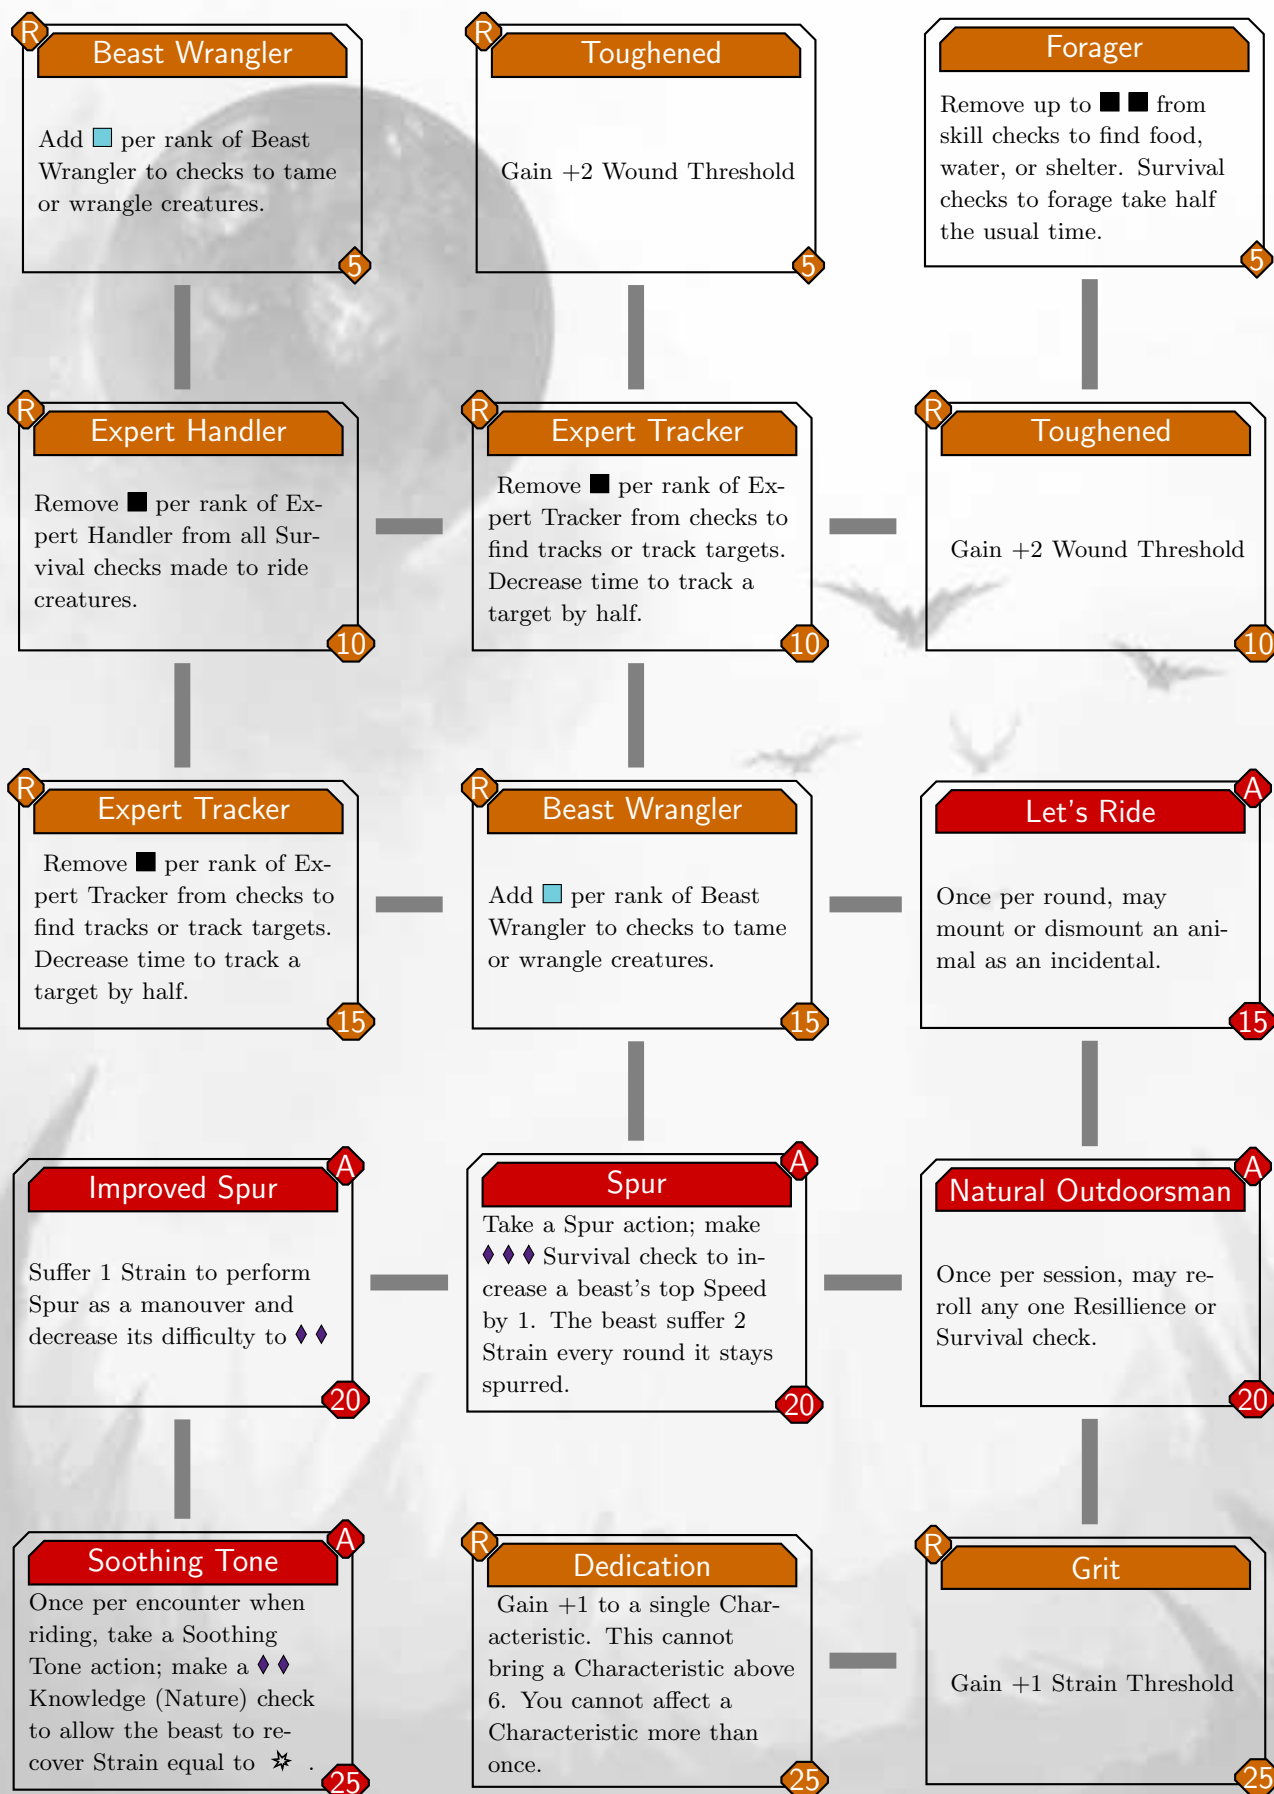 R
Beast Wrangler
Add per rank of Beast
Wrangler to checks to tame
or wrangle creatures.
5
R
Toughened
Gain +2 Wound Threshold
5
Forager
Remove up to from
skill checks to find food,
water, or shelter. Survival
checks to forage take half
the usual time.
5
R
Expert Handler
Remove per rank of Ex-
pert Handler from all Sur-
vival checks made to ride
creatures.
10
R
Expert Tracker
Remove per rank of Ex-
pert Tracker from checks to
find tracks or track targets.
Decrease time to track a
target by half.
10
R
Toughened
Gain +2 Wound Threshold
10
R
Expert Tracker
Remove per rank of Ex-
pert Tracker from checks to
find tracks or track targets.
Decrease time to track a
target by half.
15
R
Beast Wrangler
Add per rank of Beast
Wrangler to checks to tame
or wrangle creatures.
15
A
Let's Ride
Once per round, may
mount or dismount an ani-
mal as an incidental.
15
A
Improved Spur
Suffer 1 Strain to perform
Spur as a manouver and
decrease its difficulty to
20
A
Spur
Take a Spur action; make
Survival check to in-
crease a beast's top Speed
by 1. The beast suffer 2
Strain every round it stays
spurred.
20
A
Natural Outdoorsman
Once per session, may re-
roll any one Resillience or
Survival check.
20
A
Soothing Tone
Once per encounter when
riding, take a Soothing
Tone action; make a
Knowledge (Nature) check
to allow the beast to re-
cover Strain equal to .
25
R
Dedication
Gain +1 to a single Char-
acteristic. This cannot
bring a Characteristic above
6. You cannot affect a
Characteristic more than
once.
25
R
Grit
Gain +1 Strain Threshold
25